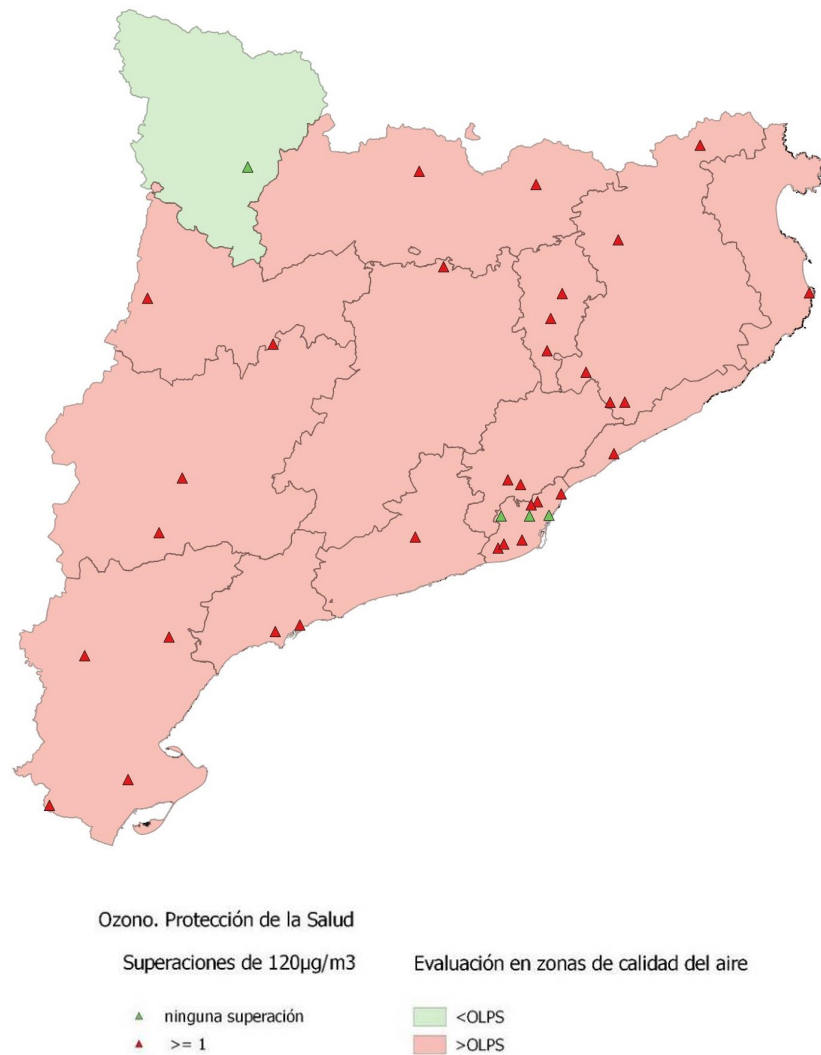 Ozono. Protección de la Salud
Superaciones de 120µg/m3
ninguna superación
>= 1
Evaluación en zonas de calidad del aire
<OLPS
>OLPS